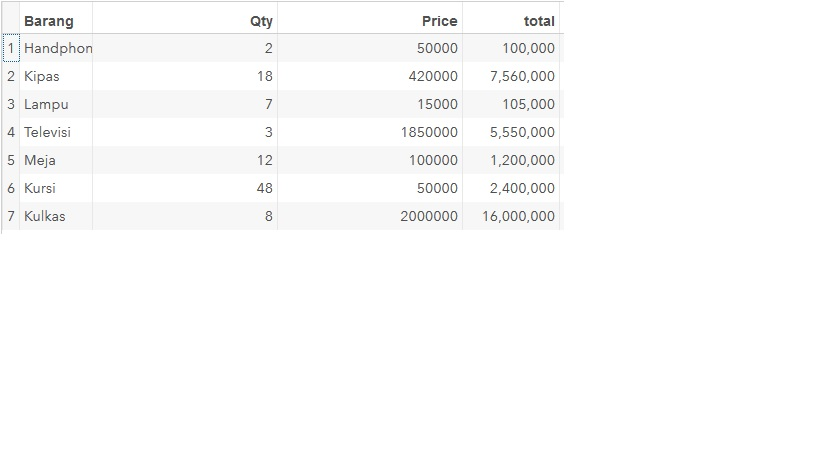 Barang Qty Price total
1 Handphon 2 50000 100,000
2 Kipas 18 420000 7,560,000
3 Lampu 7 15000 105,000
4 Televisi 3 1850000 5,550,000
5 Meja 12 100000 1,200,000
6 Kursi 48 50000 2,400,000
7 Kulkas 8 2000000 16,000,000